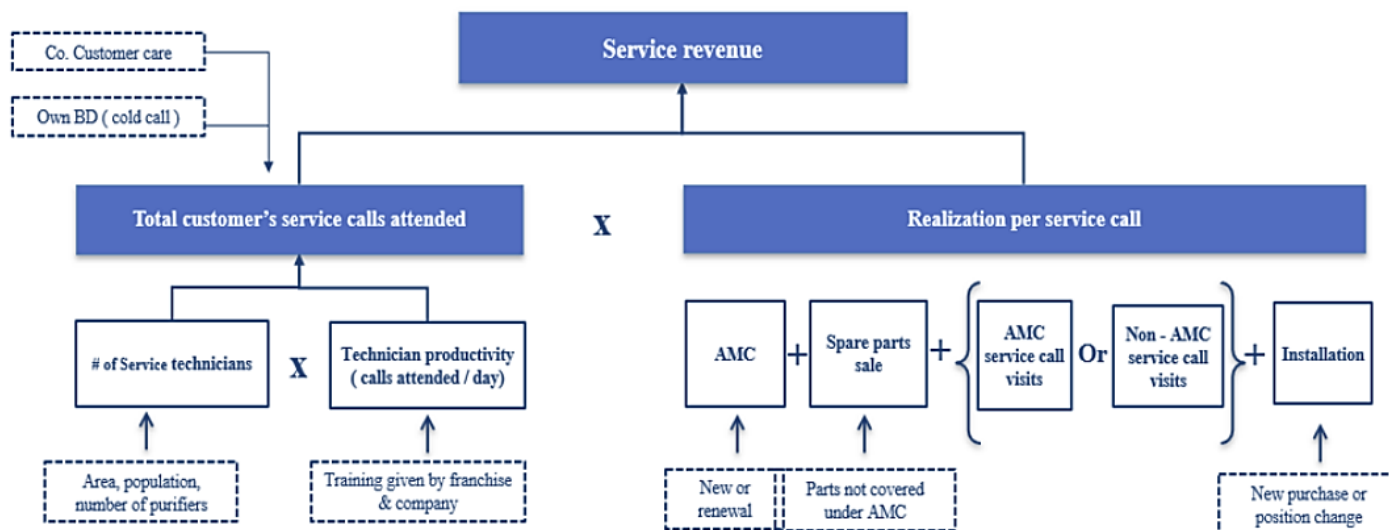 Co. Customer care
Service revenue
Own BD ( cold call )
Total customer’s service calls attended
x
Realization per service call
# of Service technicians
x
Technician productivity
( calls attended / day)
AMC
+
Spare parts
sale
+
AMC
service call
visits
Or
Non - AMC
service call
visits
+
Installation
Area, population,
number of purifiers
Training given by franchise
& company
New or
renewal
Parts not covered
under AMC
New purchase or
position change